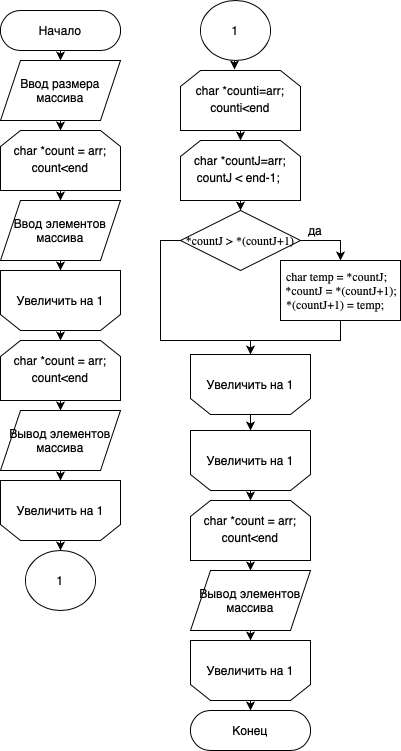 Начало
Ввод размера
массива
char *count = arr;
count<end
Ввод элементов
массива
Увеличить на 1
char *count = arr;
count<end
Вывод элементов
массива
Увеличить на 1
1
1
char *counti=arr;
counti<end
char *countJ=arr;
countJ < end-1;
*countJ > *(countJ+1)
да
char temp = *countJ;
*countJ = *(countJ+1);
*(countJ+1) = temp;
Увеличить на 1
Увеличить на 1
char *count = arr;
count<end
Вывод элементов
массива
Увеличить на 1
Конец